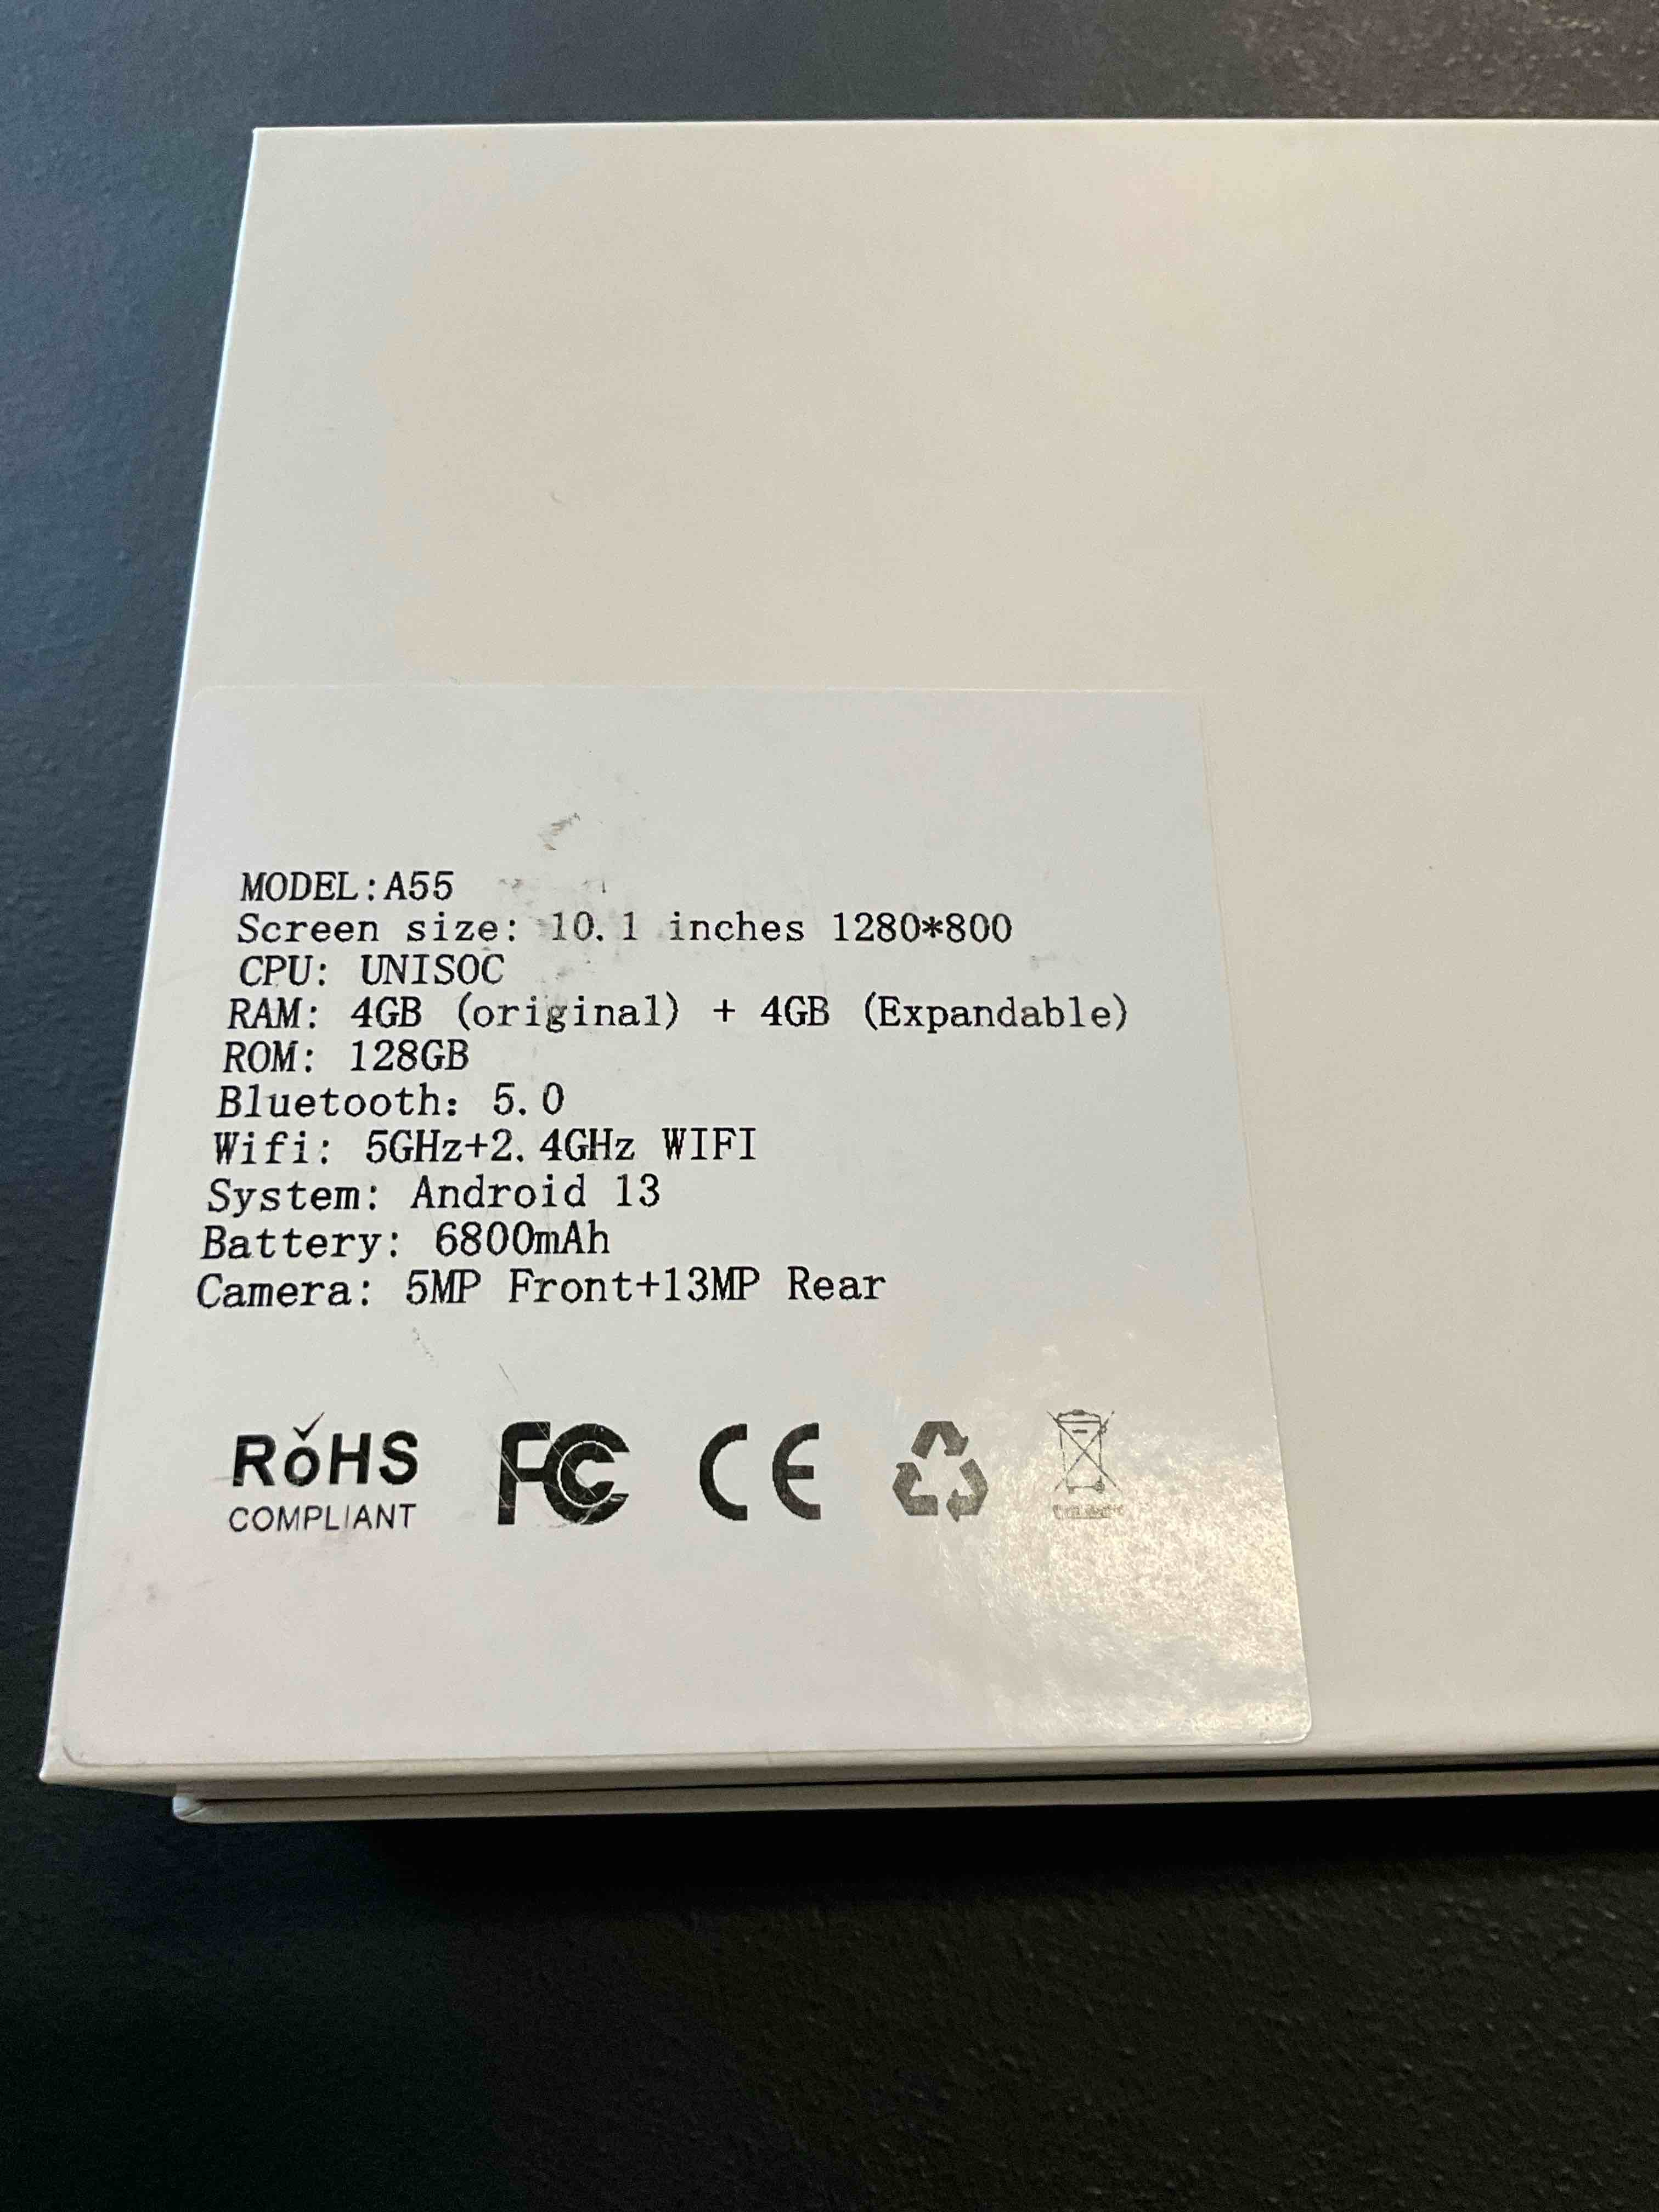 MODEL:A55
Screen size: 10.1 inches 1280*800
CPU: UNISOC
RAM: 4GB (original) + 4GB (Expandable)
ROM: 128GB
Bluetooth: 5.0
Wifi: 5GHz+2.4GHz WIFI
System: Android 13
Battery: 6800mAh
Camera: 5MP Front+13MP Rear
RoHS FC CE
COMPLIANT